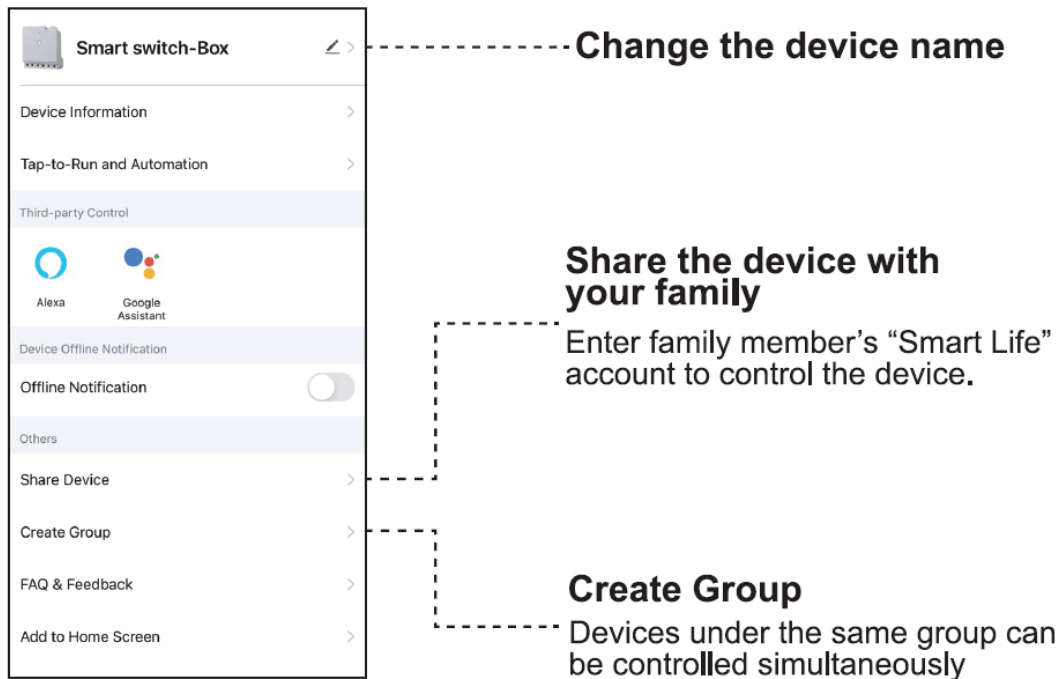 Smart switch-Box
Change the device name
Device Information
Tap-to-Run and Automation
Third-party Control
Alexa
Google
Assistant
Device Offline Notification
Offline Notification
Others
Share Device
Create Group
FAQ & Feedback
Add to Home Screen
Share the device with
your family
Enter family member’s “Smart Life”
account to control the device.
Create Group
Devices under the same group can
be controlled simultaneously